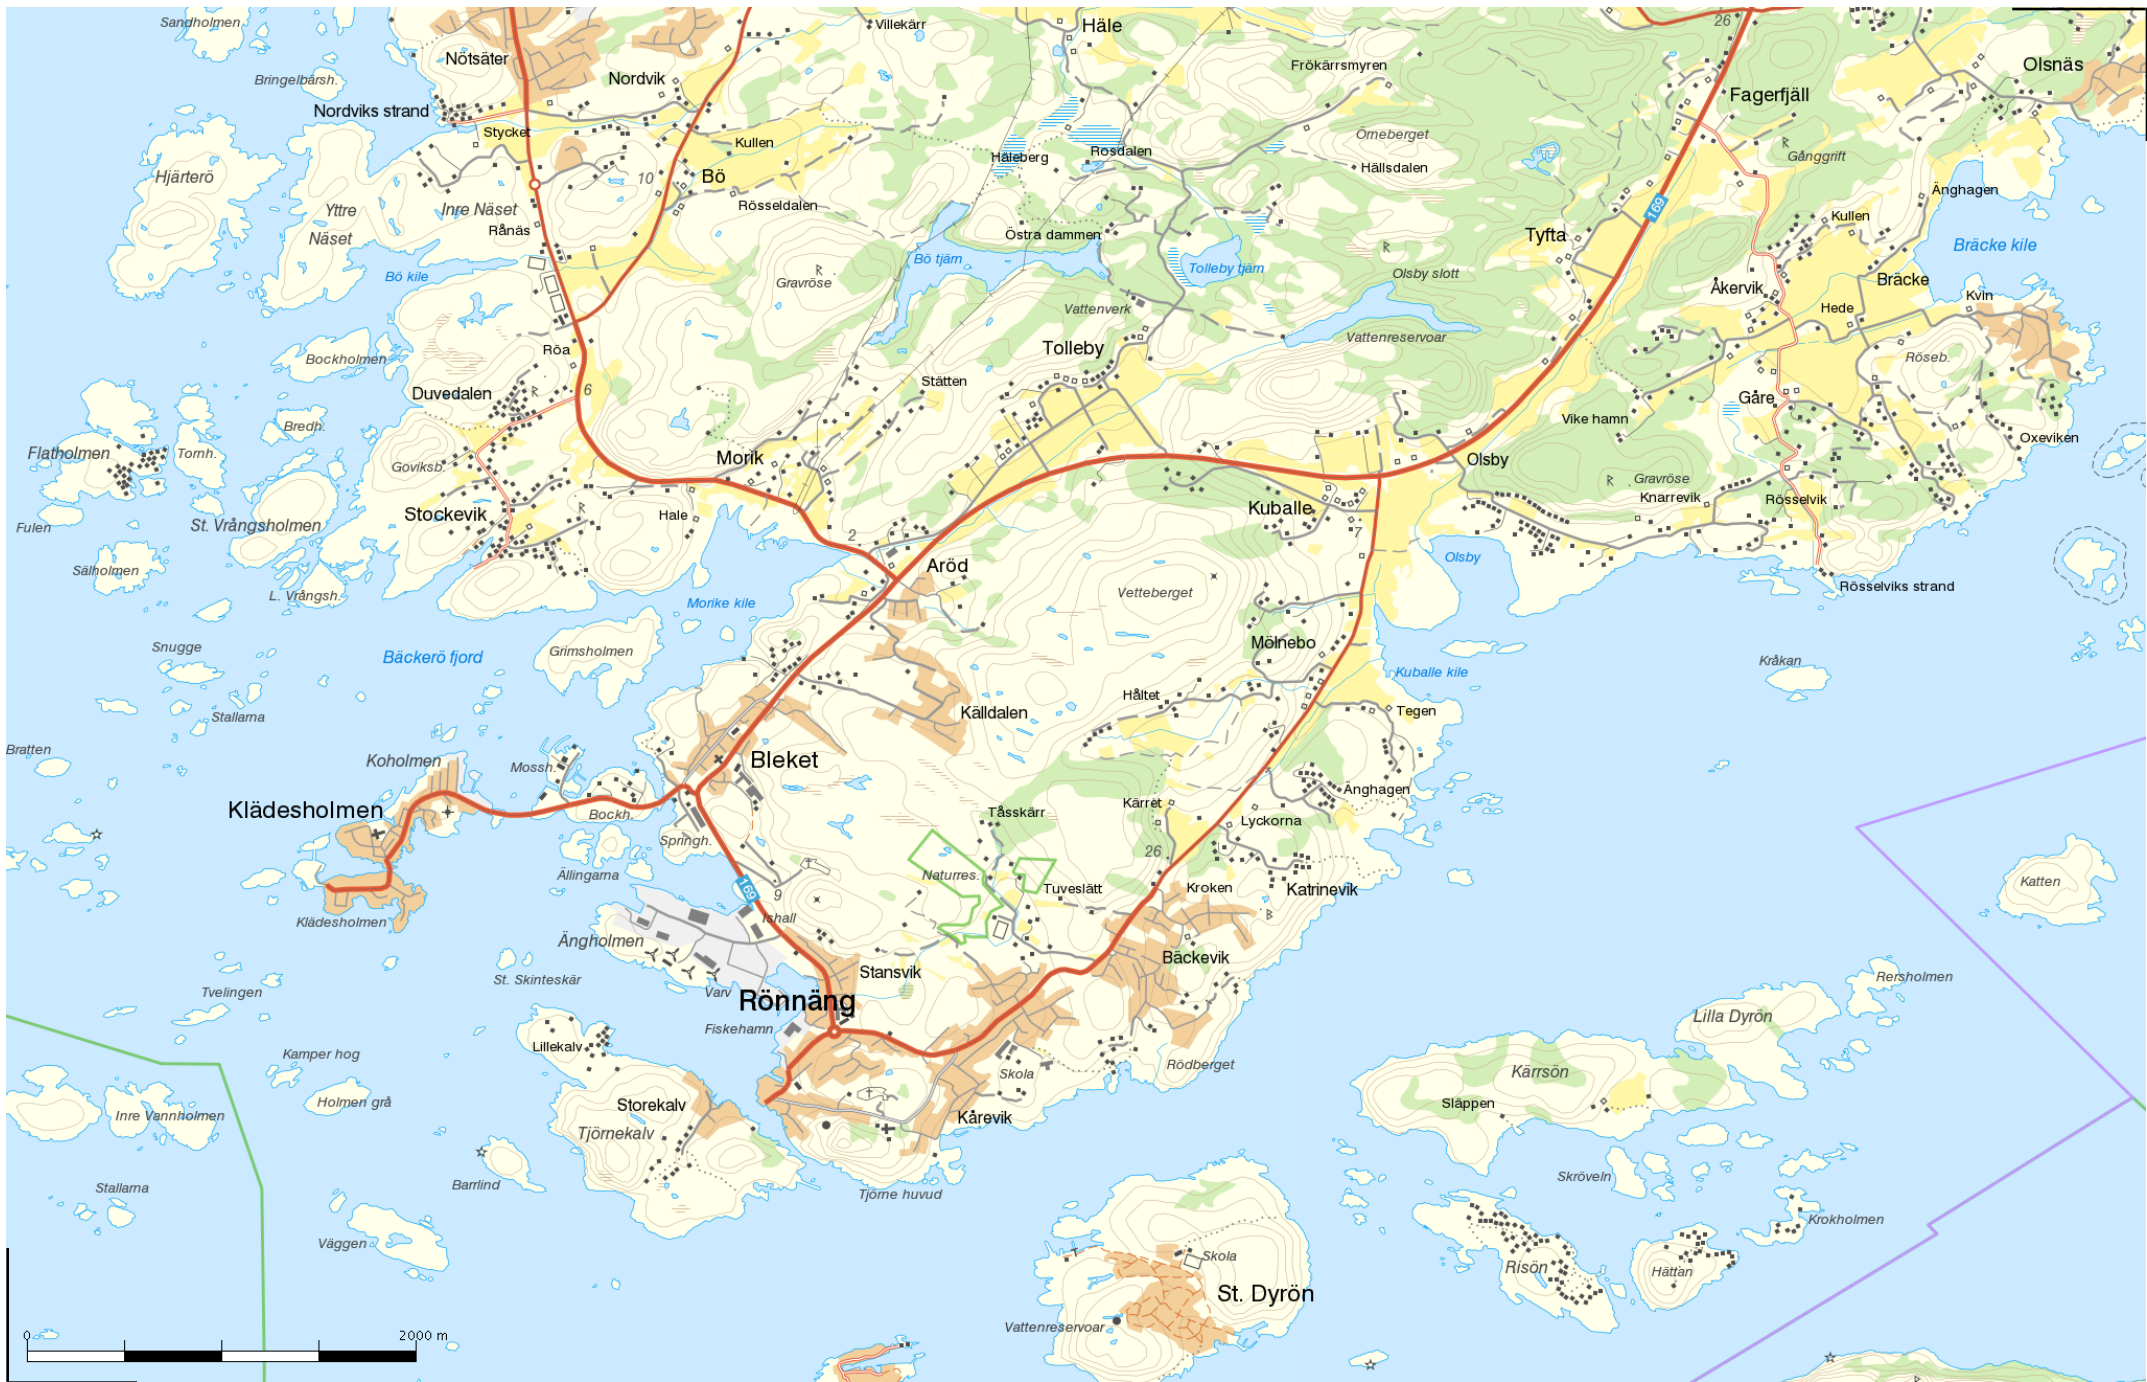 Sandholmen
Villekärr
Häle
26
Nötsäter
Nordvik
Frökärrsmyren
Olsnäs
Bringelbärsh.
Nordviks strand
Fagerfjäll
Stycket
Kullen
Örneberget
Häleberg
Rosdalen
Hällsdalen
Gånggrift
Hjärterö
10
Bö
Änghagen
Yttre
Näset
Inre Näset
Rösseldalen
169
Kullen
Rånäs
Östra dammen
Tyfta
Bräcke kile
Bö kile
Gravröse
Bö tjärn
Tolleby tjärn
Olsby slott
Åkervik
Bräcke
Kvin
Vattenverk
Hede
Röa
Tolleby
Vattenreservoar
Röseb.
Bockholmen
Duvedalen
6
Stätten
Gåre
Vike hamn
Bredh.
Flatholmen
Tornh.
Goviksb.
Morik
Olsby
Oxeviken
Gravröse
Knarrevik
Rösselvik
Fulen
St. Vrångsholmen
Stockevik
Hale
2
Kuballe
7
Sälholmen
Aröd
Olsby
Rösselviks strand
L. Vrångsh.
Morike kile
Vetteberget
Snugge
Bäckerö fjord
Grimsholmen
Mölnebo
Kråkan
Kuballe kile
Stallarna
Håltet
Källdalen
Tegen
Bratten
Koholmen
Mossh.
Bleket
Änghagen
Klädesholmen
Bockh.
Tåsskärr
Kärret
Lyckorna
Springh.
26
Ällingarna
169
9
Naturres.
Tuveslätt
Kroken
Katrinevik
Katten
Klädesholmen
Ishall
Ängholmen
Bäckevik
St. Skinteskär
Stansvik
Rersholmen
Tvelingen
Varv
Rönnäng
Fiskehamn
Lilla Dyrön
Lillekalv
Kamper hog
Skola
Rödberget
Kärrsön
Holmen grå
Inre Vannholmen
Storekalv
Kårevik
Släppen
Tjörnekalv
Barrlind
Skröveln
Stallarna
Tjörne huvud
Krokholmen
Väggen
Skola
Risön
Hättan
St. Dyrön
Vattenreservoar
0
2000 m